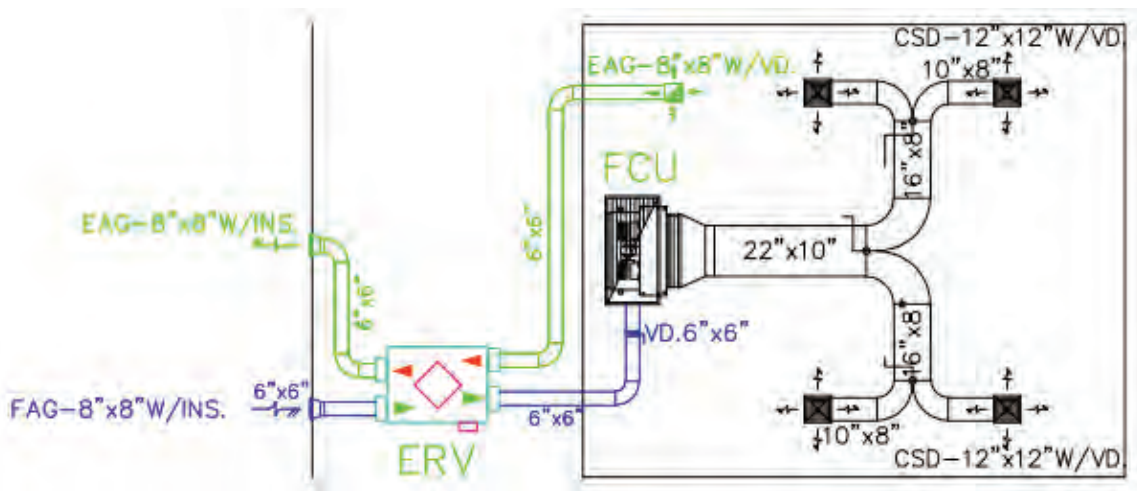 CSD-12"x12"W/VD.
EAG-8"x8"W/VD.
10"x8"
16"x8"
FCU
EAG-8"x8"W/INS.
6"x6"
22"x10"
6"x6"
VD.6"x6"
16"x8"
6"x6"
FAG-8"x8"W/INS.
6"x6"
10"x8"
ERV
CSD-12"x12"W/VD.